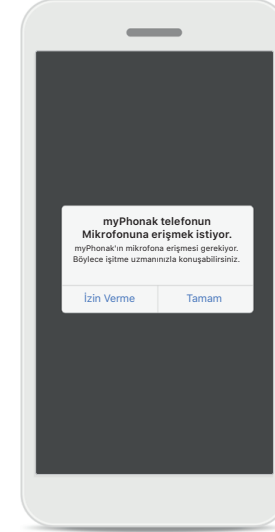 myPhonak telefonun
Mikrofonuna erişmek istiyor.
myPhonak'ın mikrofona erişmesi gerekiyor.
Böylece işitme uzmanınızla konuşabilirsiniz.
İzin Verme
Tamam